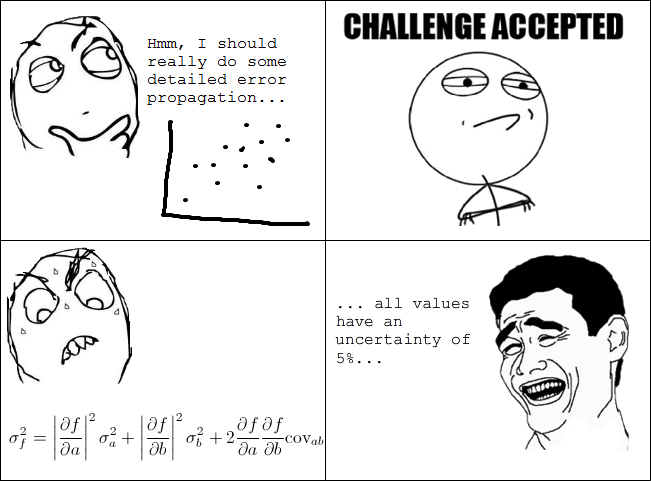 Hmm, I should
really do some
detailed error
propagation...
CHALLENGE ACCEPTED
σ_f^2 = |∂f/∂a|^2 σ_a^2 + |∂f/∂b|^2 σ_b^2 + 2 ∂f/∂a ∂f/∂b cov_ab
... all values
have an
uncertainty of
5%...